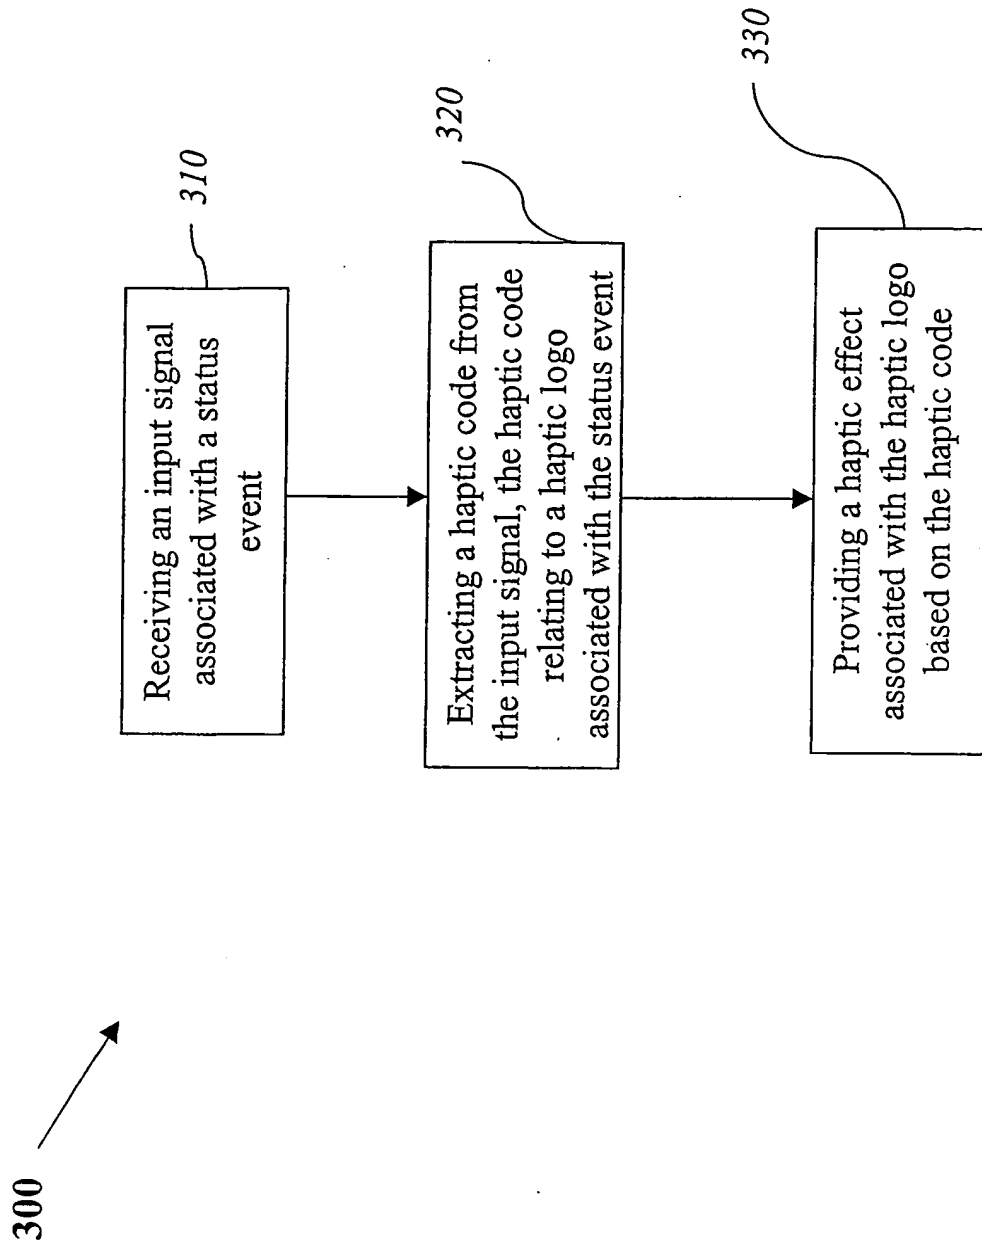 300
310
Receiving an input signal
associated with a status
event
320
Extracting a haptic code from
the input signal, the haptic code
relating to a haptic logo
associated with the status event
330
Providing a haptic effect
associated with the haptic logo
based on the haptic code